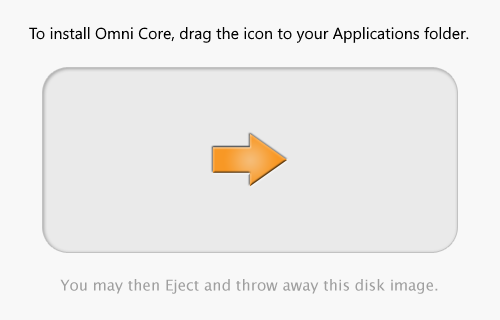 To install Omni Core, drag the icon to your Applications folder.
You may then Eject and throw away this disk image.